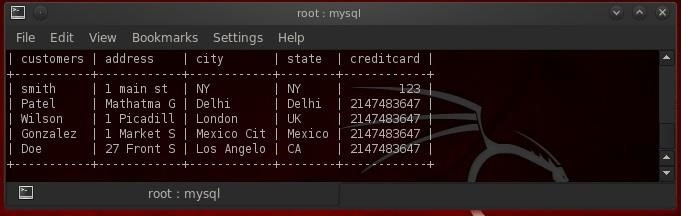 root : mysql
File Edit View Bookmarks Settings Help
| customers | address | city | state | creditcard |
+-----------+------------+------------+--------+------------+
| smith | 1 main st | NY | NY | 123 |
| Patel | Mathatma G | Delhi | Delhi | 2147483647 |
| Wilson | 1 Picadill | London | UK | 2147483647 |
| Gonzalez | 1 Market S | Mexico Cit | Mexico | 2147483647 |
| Doe | 27 Front S | Los Angelo | CA | 2147483647 |
+-----------+------------+------------+--------+------------+
root : mysql